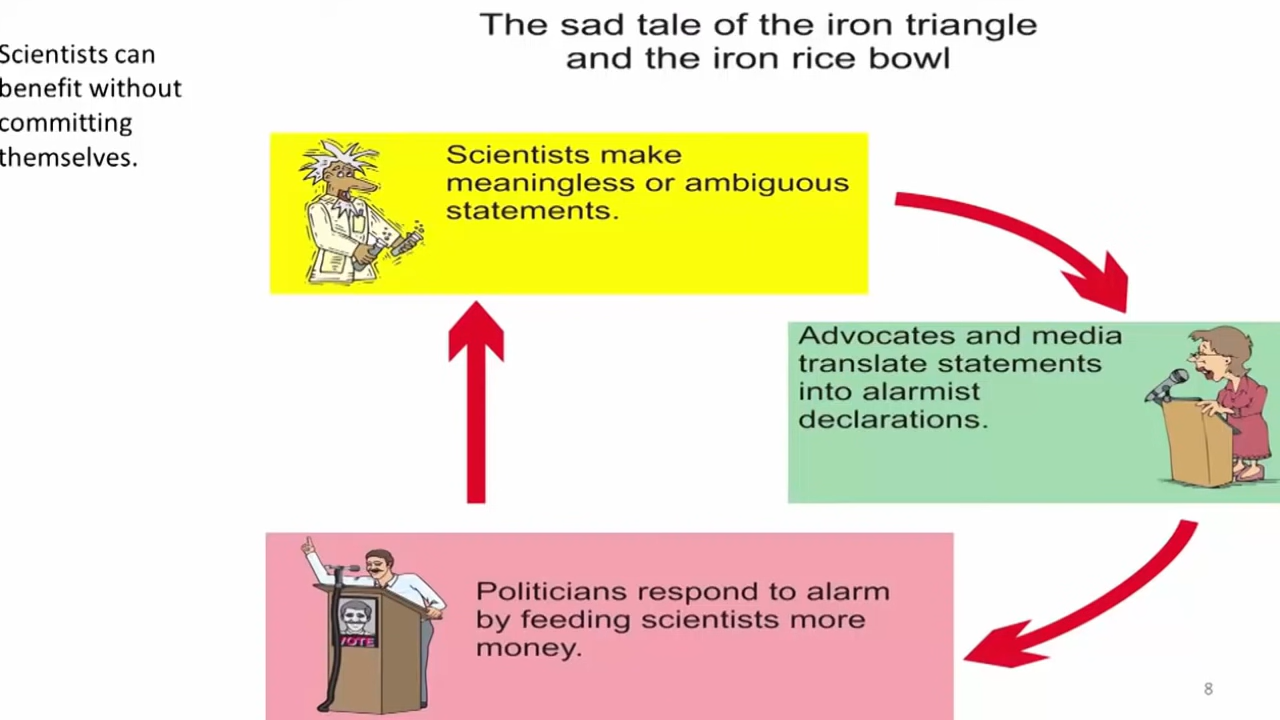 The sad tale of the iron triangle
and the iron rice bowl
Scientists can
benefit without
committing
themselves.
Scientists make
meaningless or ambiguous
statements.
Advocates and media
translate statements
into alarmist
declarations.
Politicians respond to alarm
by feeding scientists more
money.
VOTE
8